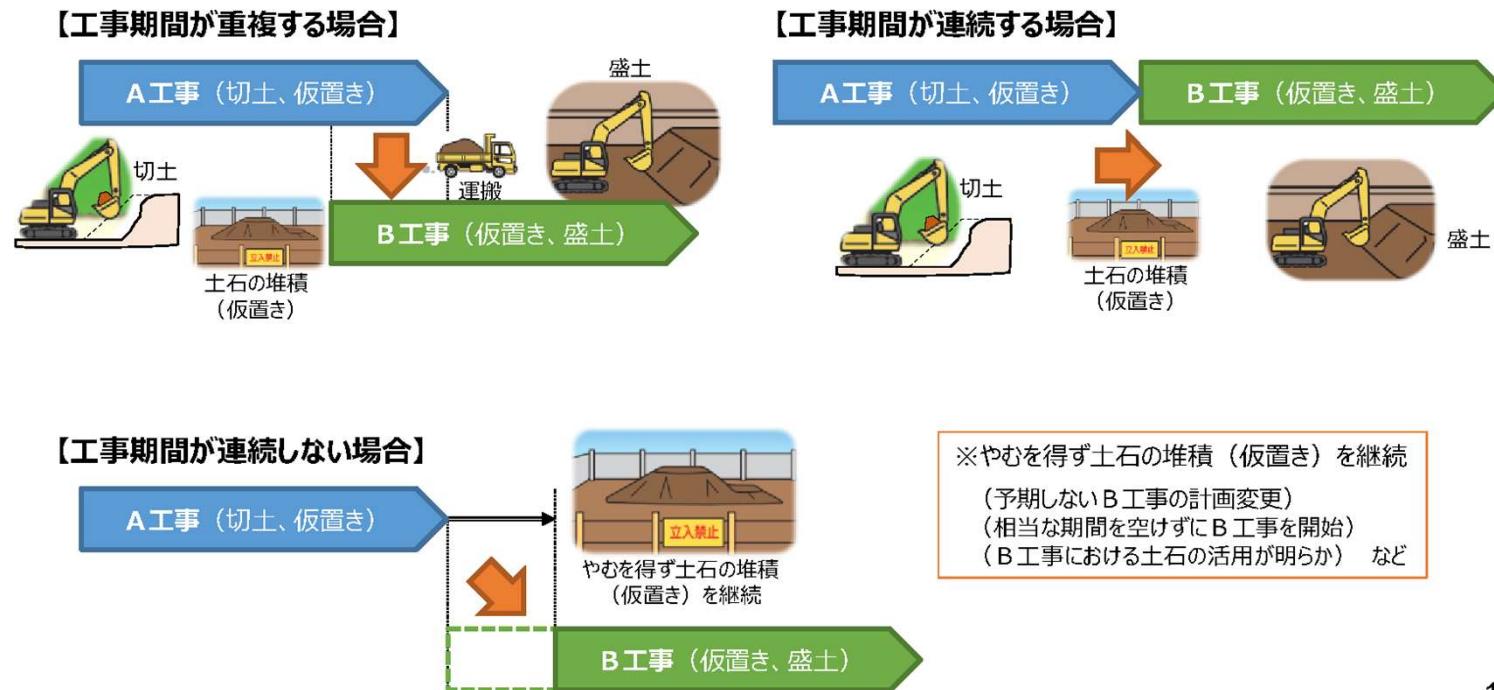 【工事期間が重複する場合】
A工事（切土、仮置き）
盛土
切土
運搬
B工事（仮置き、盛土）
立入禁止
土石の堆積
（仮置き）
【工事期間が連続する場合】
A工事（切土、仮置き）
B工事（仮置き、盛土）
切土
立入禁止
盛土
土石の堆積
（仮置き）
【工事期間が連続しない場合】
A工事（切土、仮置き）
立入禁止
やむを得ず土石の堆積
（仮置き）を継続
B工事（仮置き、盛土）
※やむを得ず土石の堆積（仮置き）を継続
（予期しないB工事の計画変更）
（相当な期間を空けずにB工事を開始）
（B工事における土石の活用が明らか） など